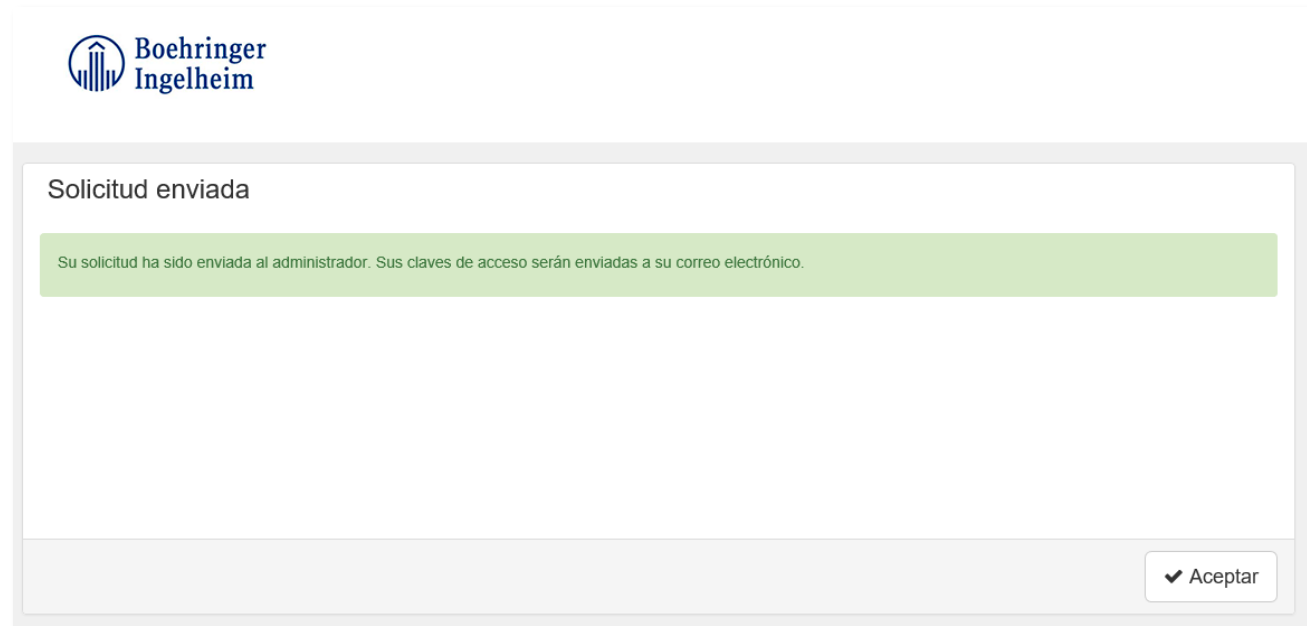 Boehringer
Ingelheim
Solicitud enviada
Su solicitud ha sido enviada al administrador. Sus claves de acceso serán enviadas a su correo electrónico.
Aceptar